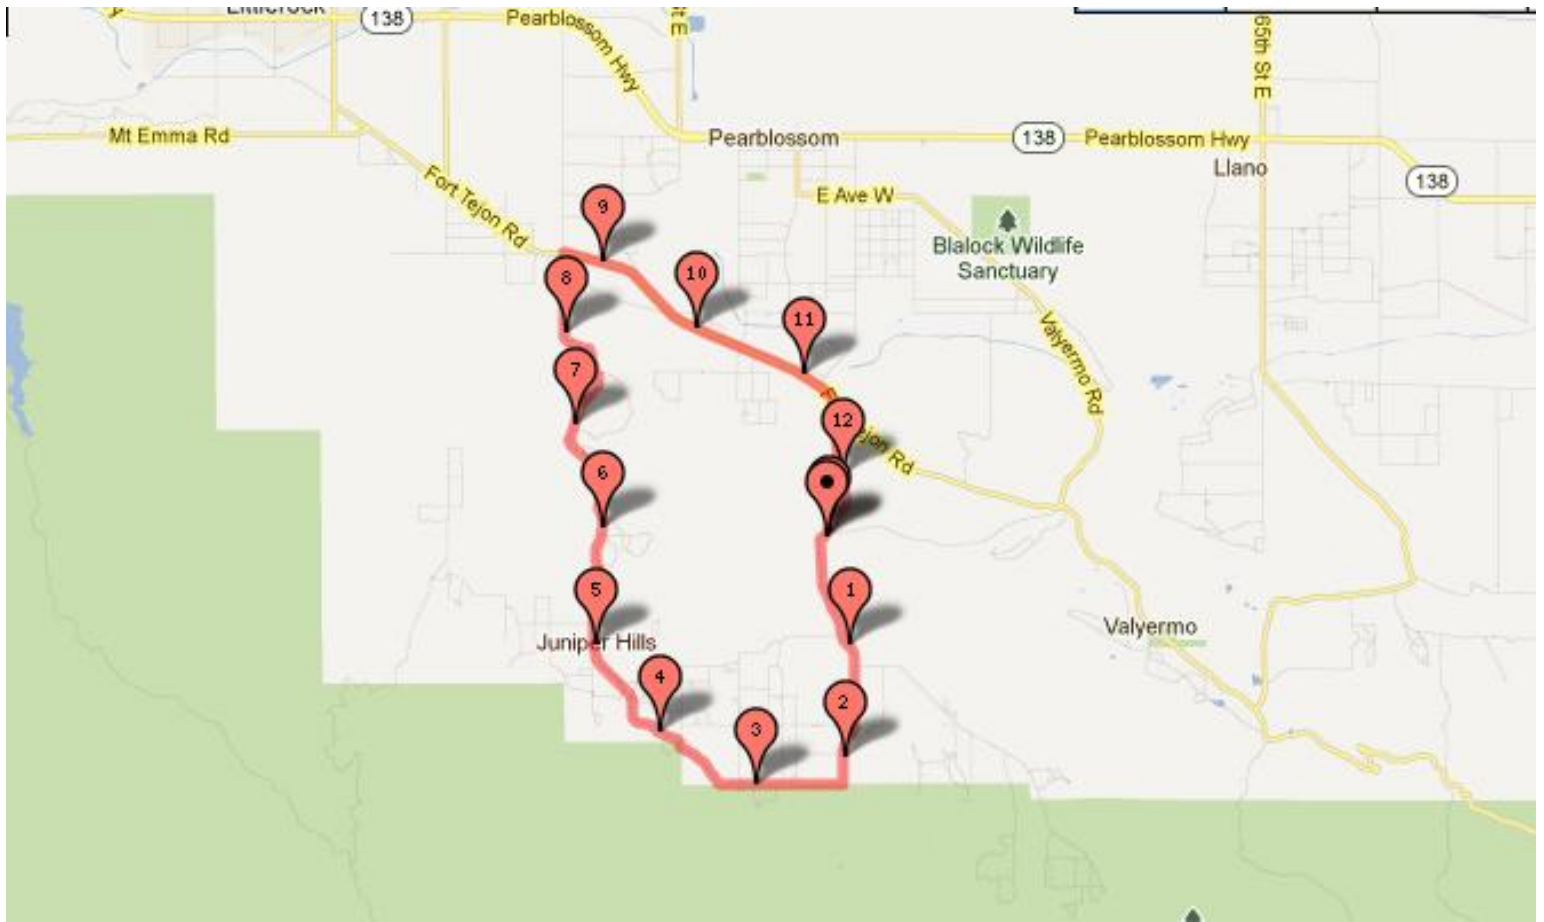 Littlerock
138
Pearblossom Hwy
65th St E
Mt Emma Rd
Pearblossom
138
Pearblossom Hwy
Llano
138
Fort Tejon Rd
E Ave W
9
Blalock Wildlife
Sanctuary
8
10
11
Valyermo Rd
7
12
Rd
6
5
1
Juniper Hills
Valyermo
4
2
3